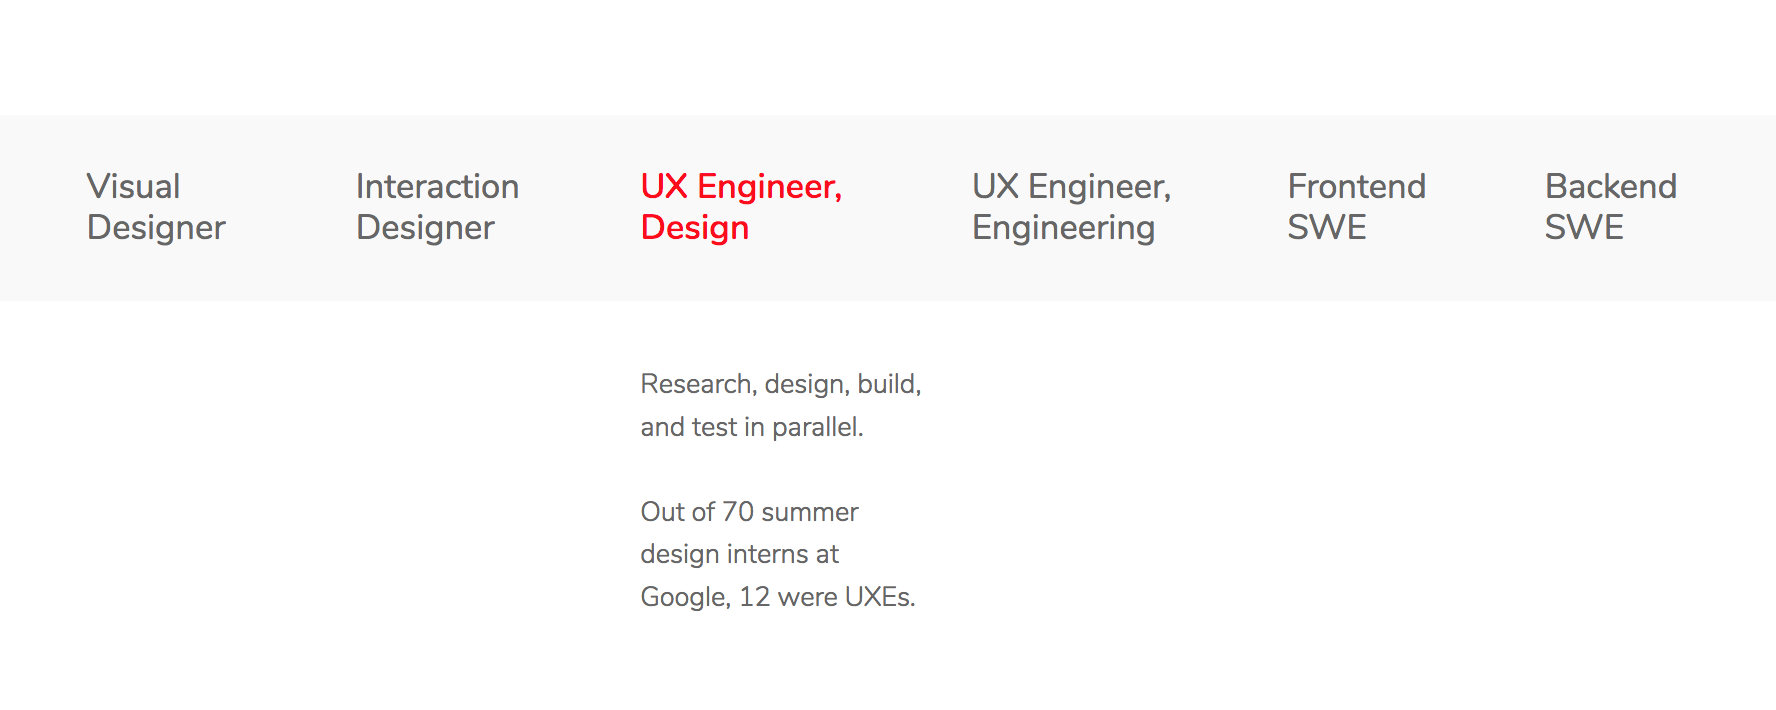 Visual
Designer
Interaction
Designer
UX Engineer,
Design
UX Engineer,
Engineering
Frontend
SWE
Backend
SWE
Research, design, build,
and test in parallel.
Out of 70 summer
design interns at
Google, 12 were UXEs.